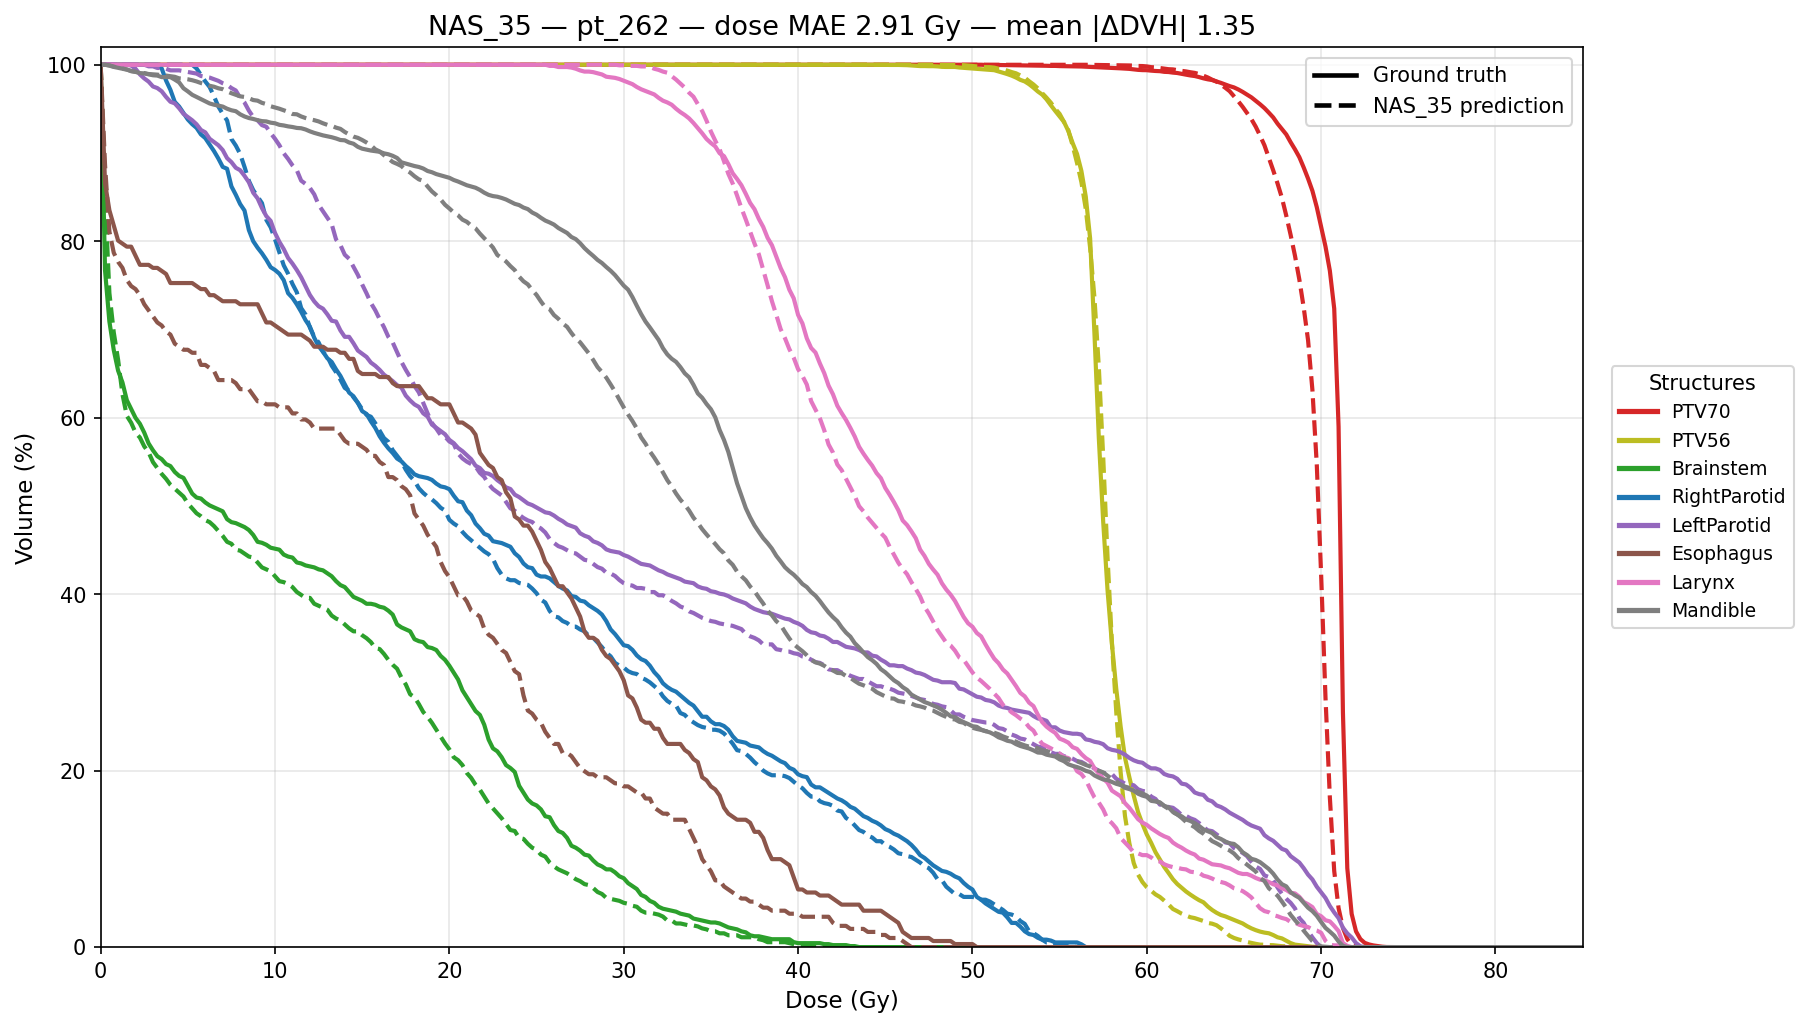 NAS_35 — pt_262 — dose MAE 2.91 Gy — mean |ΔDVH| 1.35
Ground truth
NAS_35 prediction
Structures
PTV70
PTV56
Brainstem
RightParotid
LeftParotid
Esophagus
Larynx
Mandible
Volume (%)
100
80
60
40
20
0
0 10 20 30 40 50 60 70 80
Dose (Gy)